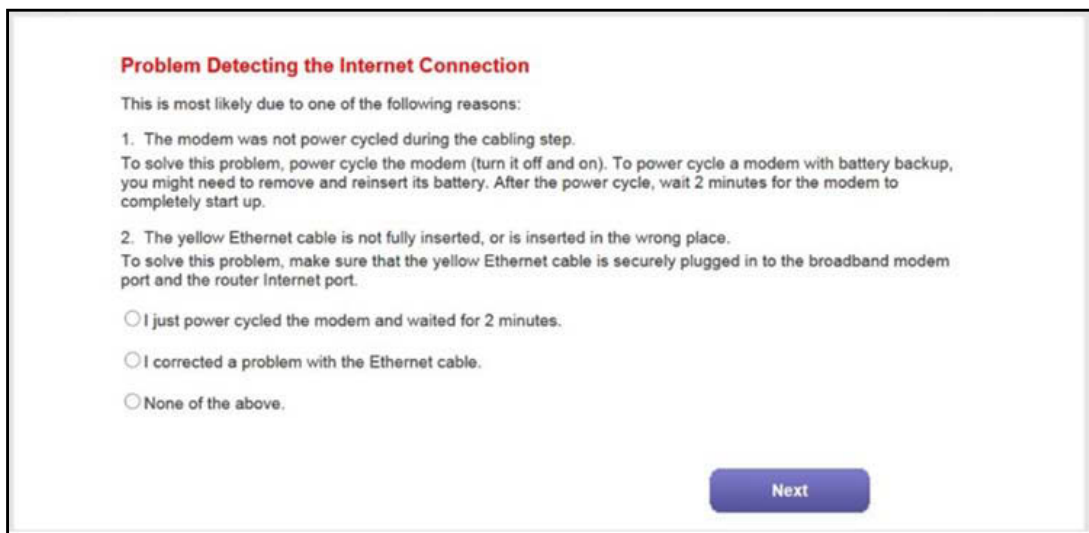 Problem Detecting the Internet Connection
This is most likely due to one of the following reasons:
1. The modem was not power cycled during the cabling step.
To solve this problem, power cycle the modem (turn it off and on). To power cycle a modem with battery backup,
you might need to remove and reinsert its battery. After the power cycle, wait 2 minutes for the modem to
completely start up.
2. The yellow Ethernet cable is not fully inserted, or is inserted in the wrong place.
To solve this problem, make sure that the yellow Ethernet cable is securely plugged in to the broadband modem
port and the router Internet port.
I just power cycled the modem and waited for 2 minutes.
I corrected a problem with the Ethernet cable.
None of the above.
Next